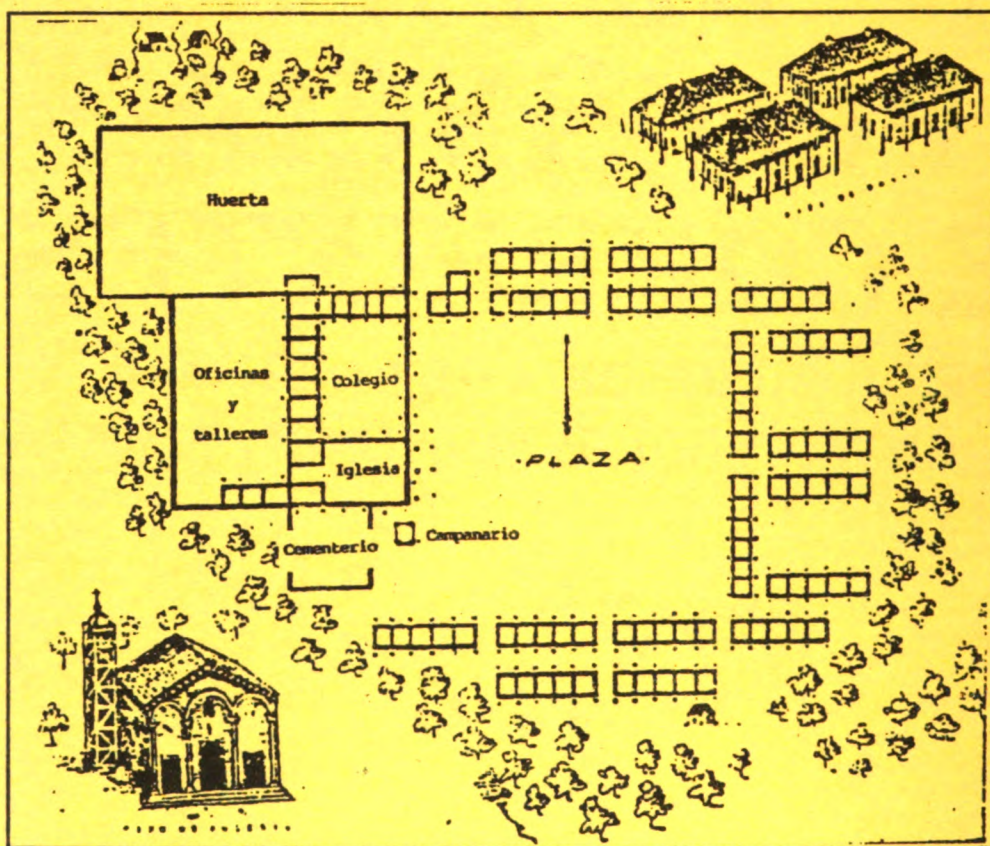 Huerta
Oficinas
y
talleres
Colegio
Iglesia
PLAZA
Cementerio
Campanario